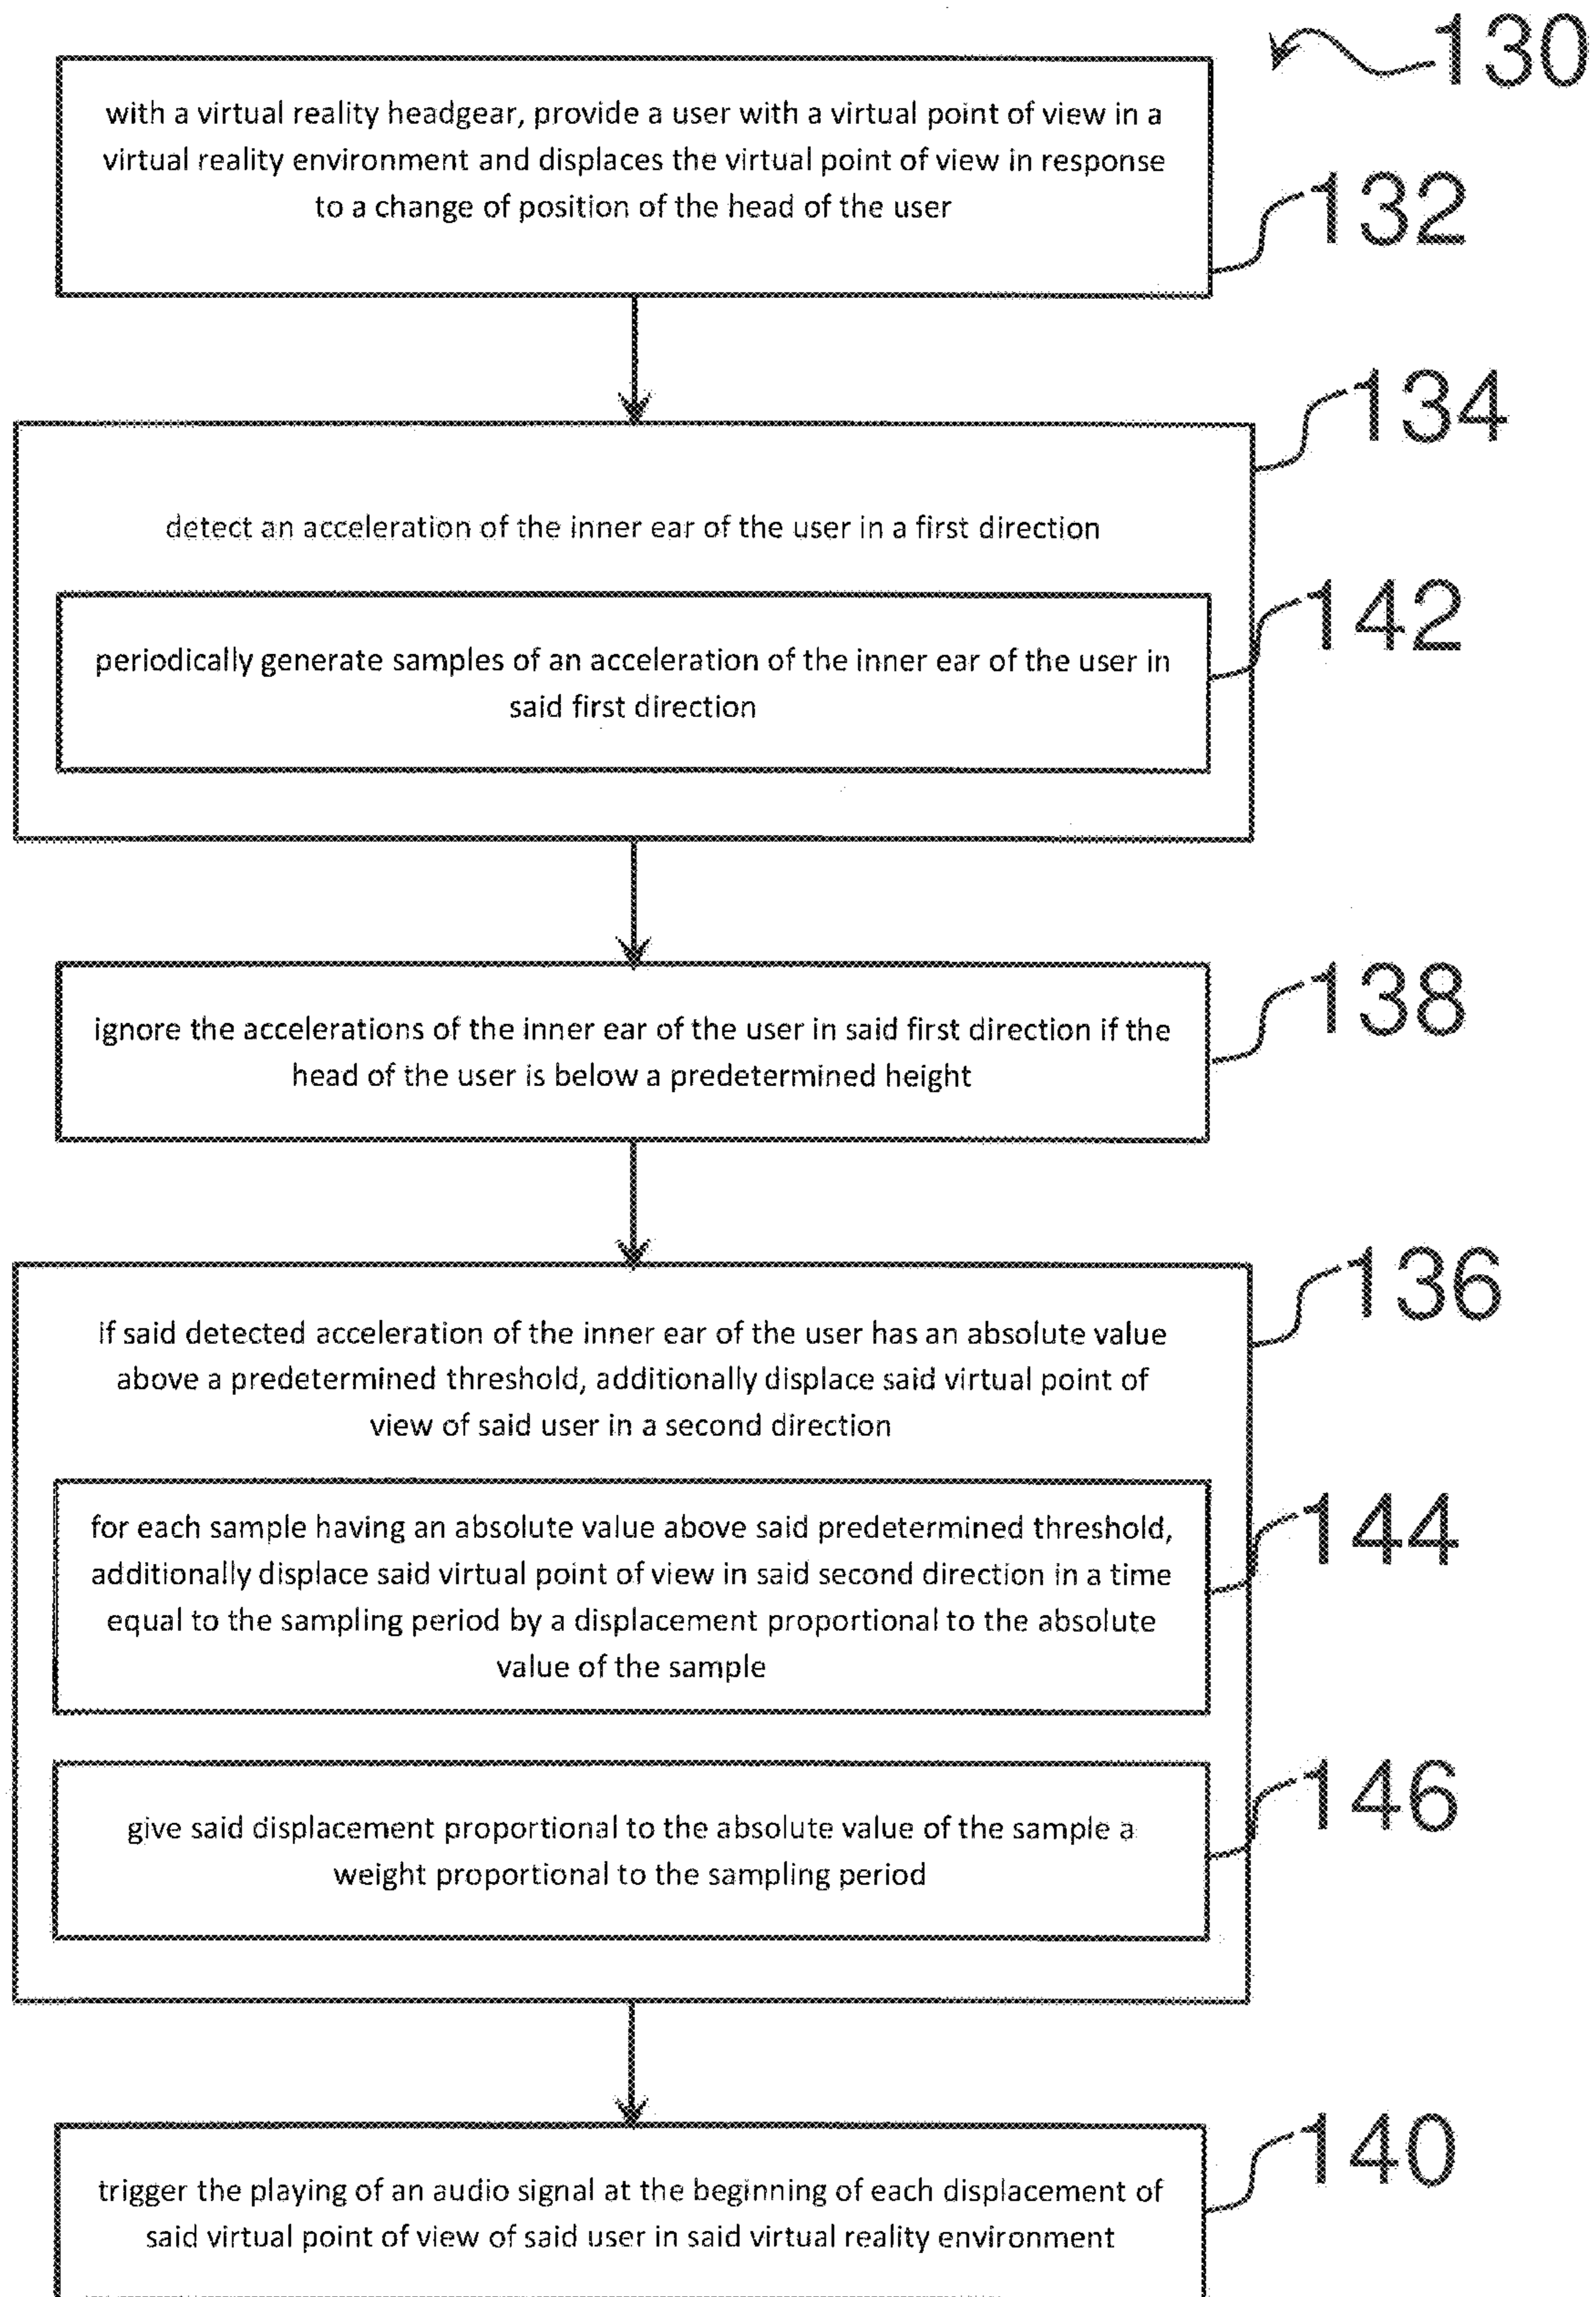 130
with a virtual reality headgear, provide a user with a virtual point of view in a
virtual reality environment and displaces the virtual point of view in response
to a change of position of the head of the user
132
134
detect an acceleration of the inner ear of the user in a first direction
142
periodically generate samples of an acceleration of the inner ear of the user in
said first direction
138
ignore the accelerations of the inner ear of the user in said first direction if the
head of the user is below a predetermined height
136
if said detected acceleration of the inner ear of the user has an absolute value
above a predetermined threshold, additionally displace said virtual point of
view of said user in a second direction
144
for each sample having an absolute value above said predetermined threshold,
additionally displace said virtual point of view in said second direction in a time
equal to the sampling period by a displacement proportional to the absolute
value of the sample
146
give said displacement proportional to the absolute value of the sample a
weight proportional to the sampling period
140
trigger the playing of an audio signal at the beginning of each displacement of
said virtual point of view of said user in said virtual reality environment